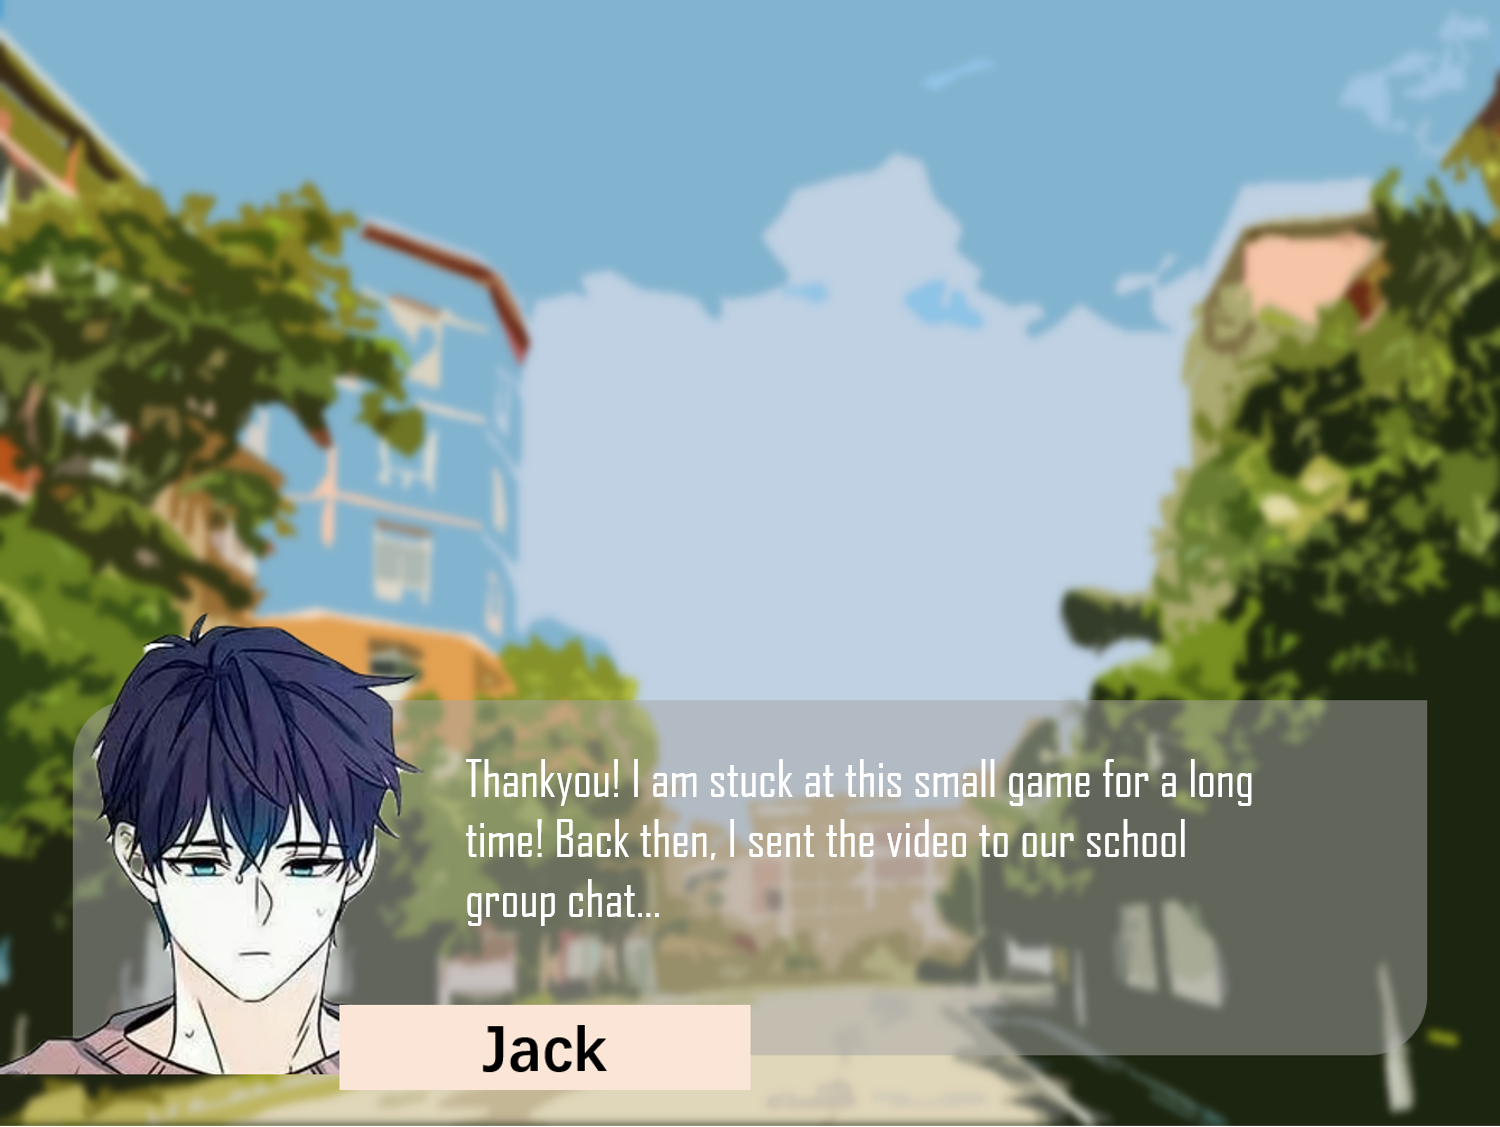 Thankyou! I am stuck at this small game for a long
time! Back then, I sent the video to our school
group chat...
Jack